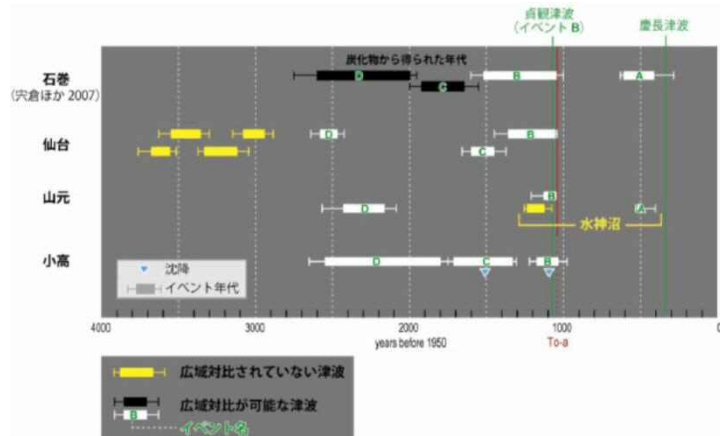 貞観津波
(イベント B)
慶長津波
炭化物から得られた年代
石巻
(宍倉ほか 2007)
D
B
A
C
仙台
D
B
C
山元
B
D
A
水神沼
小高
D
C
B
沈降
イベント年代
4000
3000
2000
1000
0
years before 1950
To-a
広域対比されていない津波
広域対比が可能な津波
B
イベント名